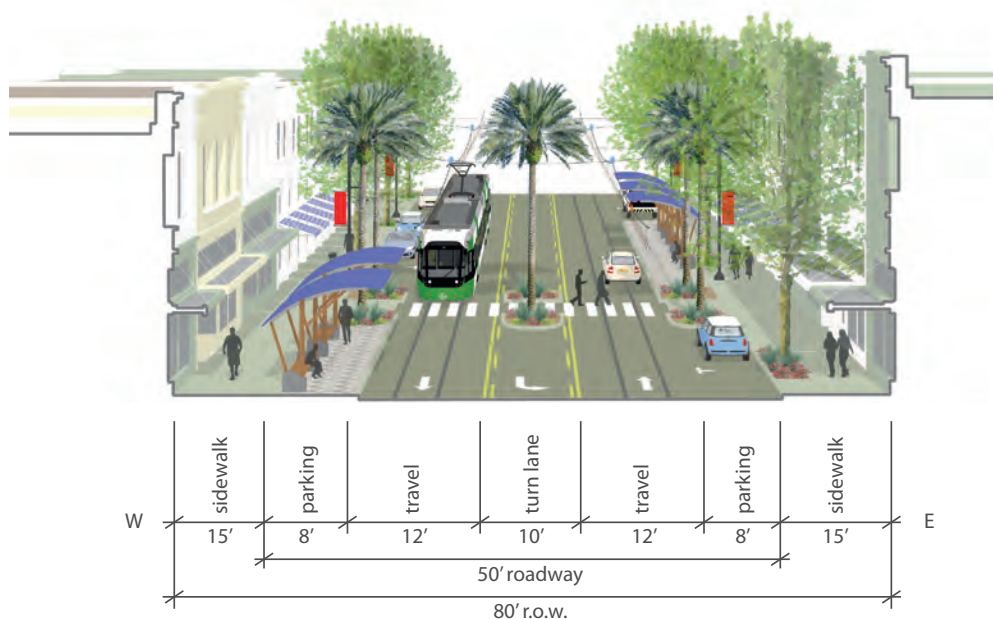 sidewalk
parking
travel
turn lane
travel
parking
sidewalk
W
E
15’
8’
12’
10’
12’
8’
15’
50’ roadway
80’ r.o.w.